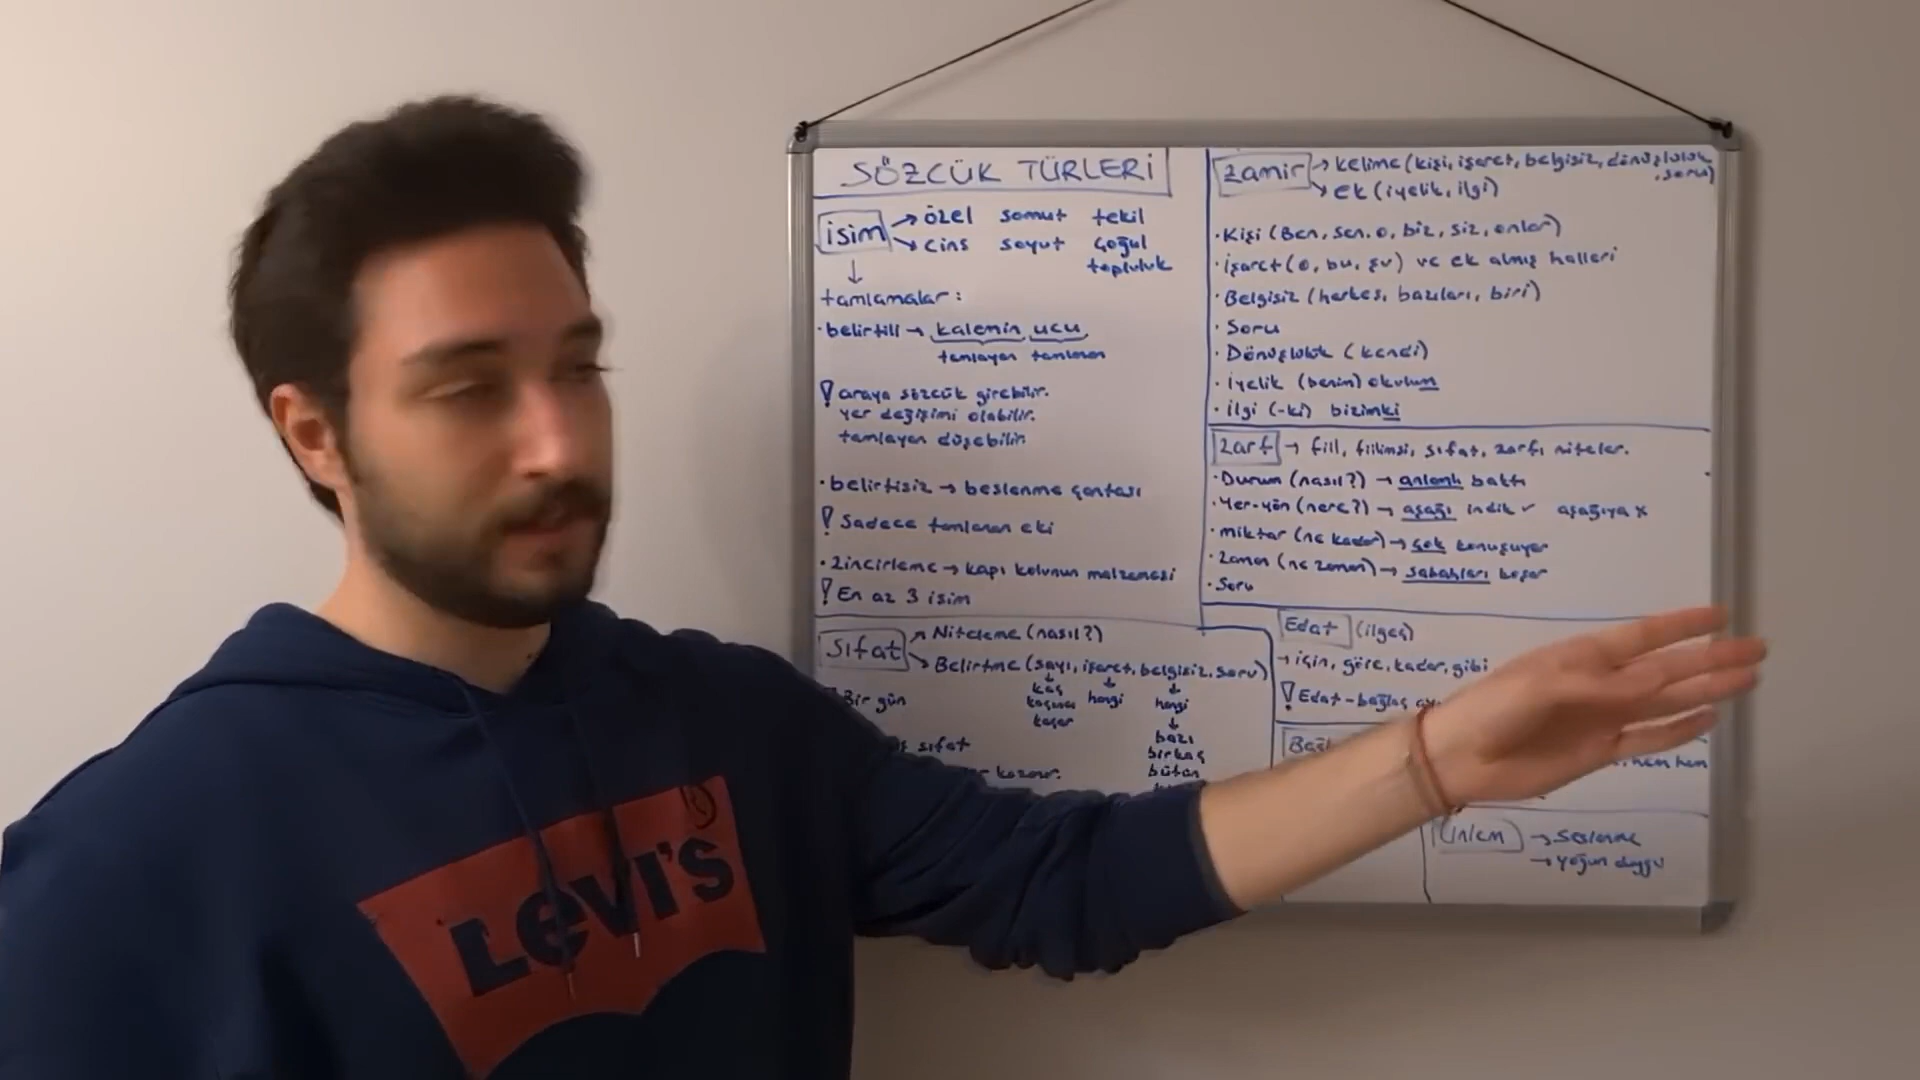 SÖZCÜK TÜRLERİ
isim → özel somut tekil
→ cins soyut çoğul
topluluk
↓
tamlamalar:
· belirtili → kalemin ucu
tamlayan tamlanan
! araya sözcük girebilir.
yer değişimi olabilir.
tamlayan düşebilir.
· belirtisiz → beslenme çantası
! Sadece tamlanan eki
· Zincirleme → kapı kolunun malzemesi
! En az 3 isim
Sıfat → Niteleme (nasıl?)
→ Belirtme (sayı, işaret, belgisiz, soru)
↓ ↓ ↓
kaç hangi hangi
kaçıncı
kaçar ↓
Bir gün bazı
sıfat birkaç
bütün
zamir → kelime (kişi, işaret, belgisiz, dönüşlülük
, soru)
→ ek (iyelik, ilgi)
· Kişi (Ben, sen, o, biz, siz, onlar)
· İşaret (o, bu, şu) ve ek almış halleri
· Belgisiz (herkes, bazıları, biri)
· Soru
· Dönüşlülük (kendi)
· İyelik (benim) okulum
· İlgi (-ki) bizimki
Zarf → fiil, fiilimsi, sıfat, zarfı niteler.
· Durum (nasıl?) → anlamlı baktı
· Yer-yön (nere?) → aşağı indik ✓ aşağıya x
· miktar (ne kadar) → çok konuşuyor
· Zaman (ne zaman) → sabahları koşar
· Soru
Edat (ilgeç)
→ için, göre, kadar, gibi
! Edat - bağlaç
, hem hem
Ünlem → Seslenme
→ yoğun duygu
LEVI'S